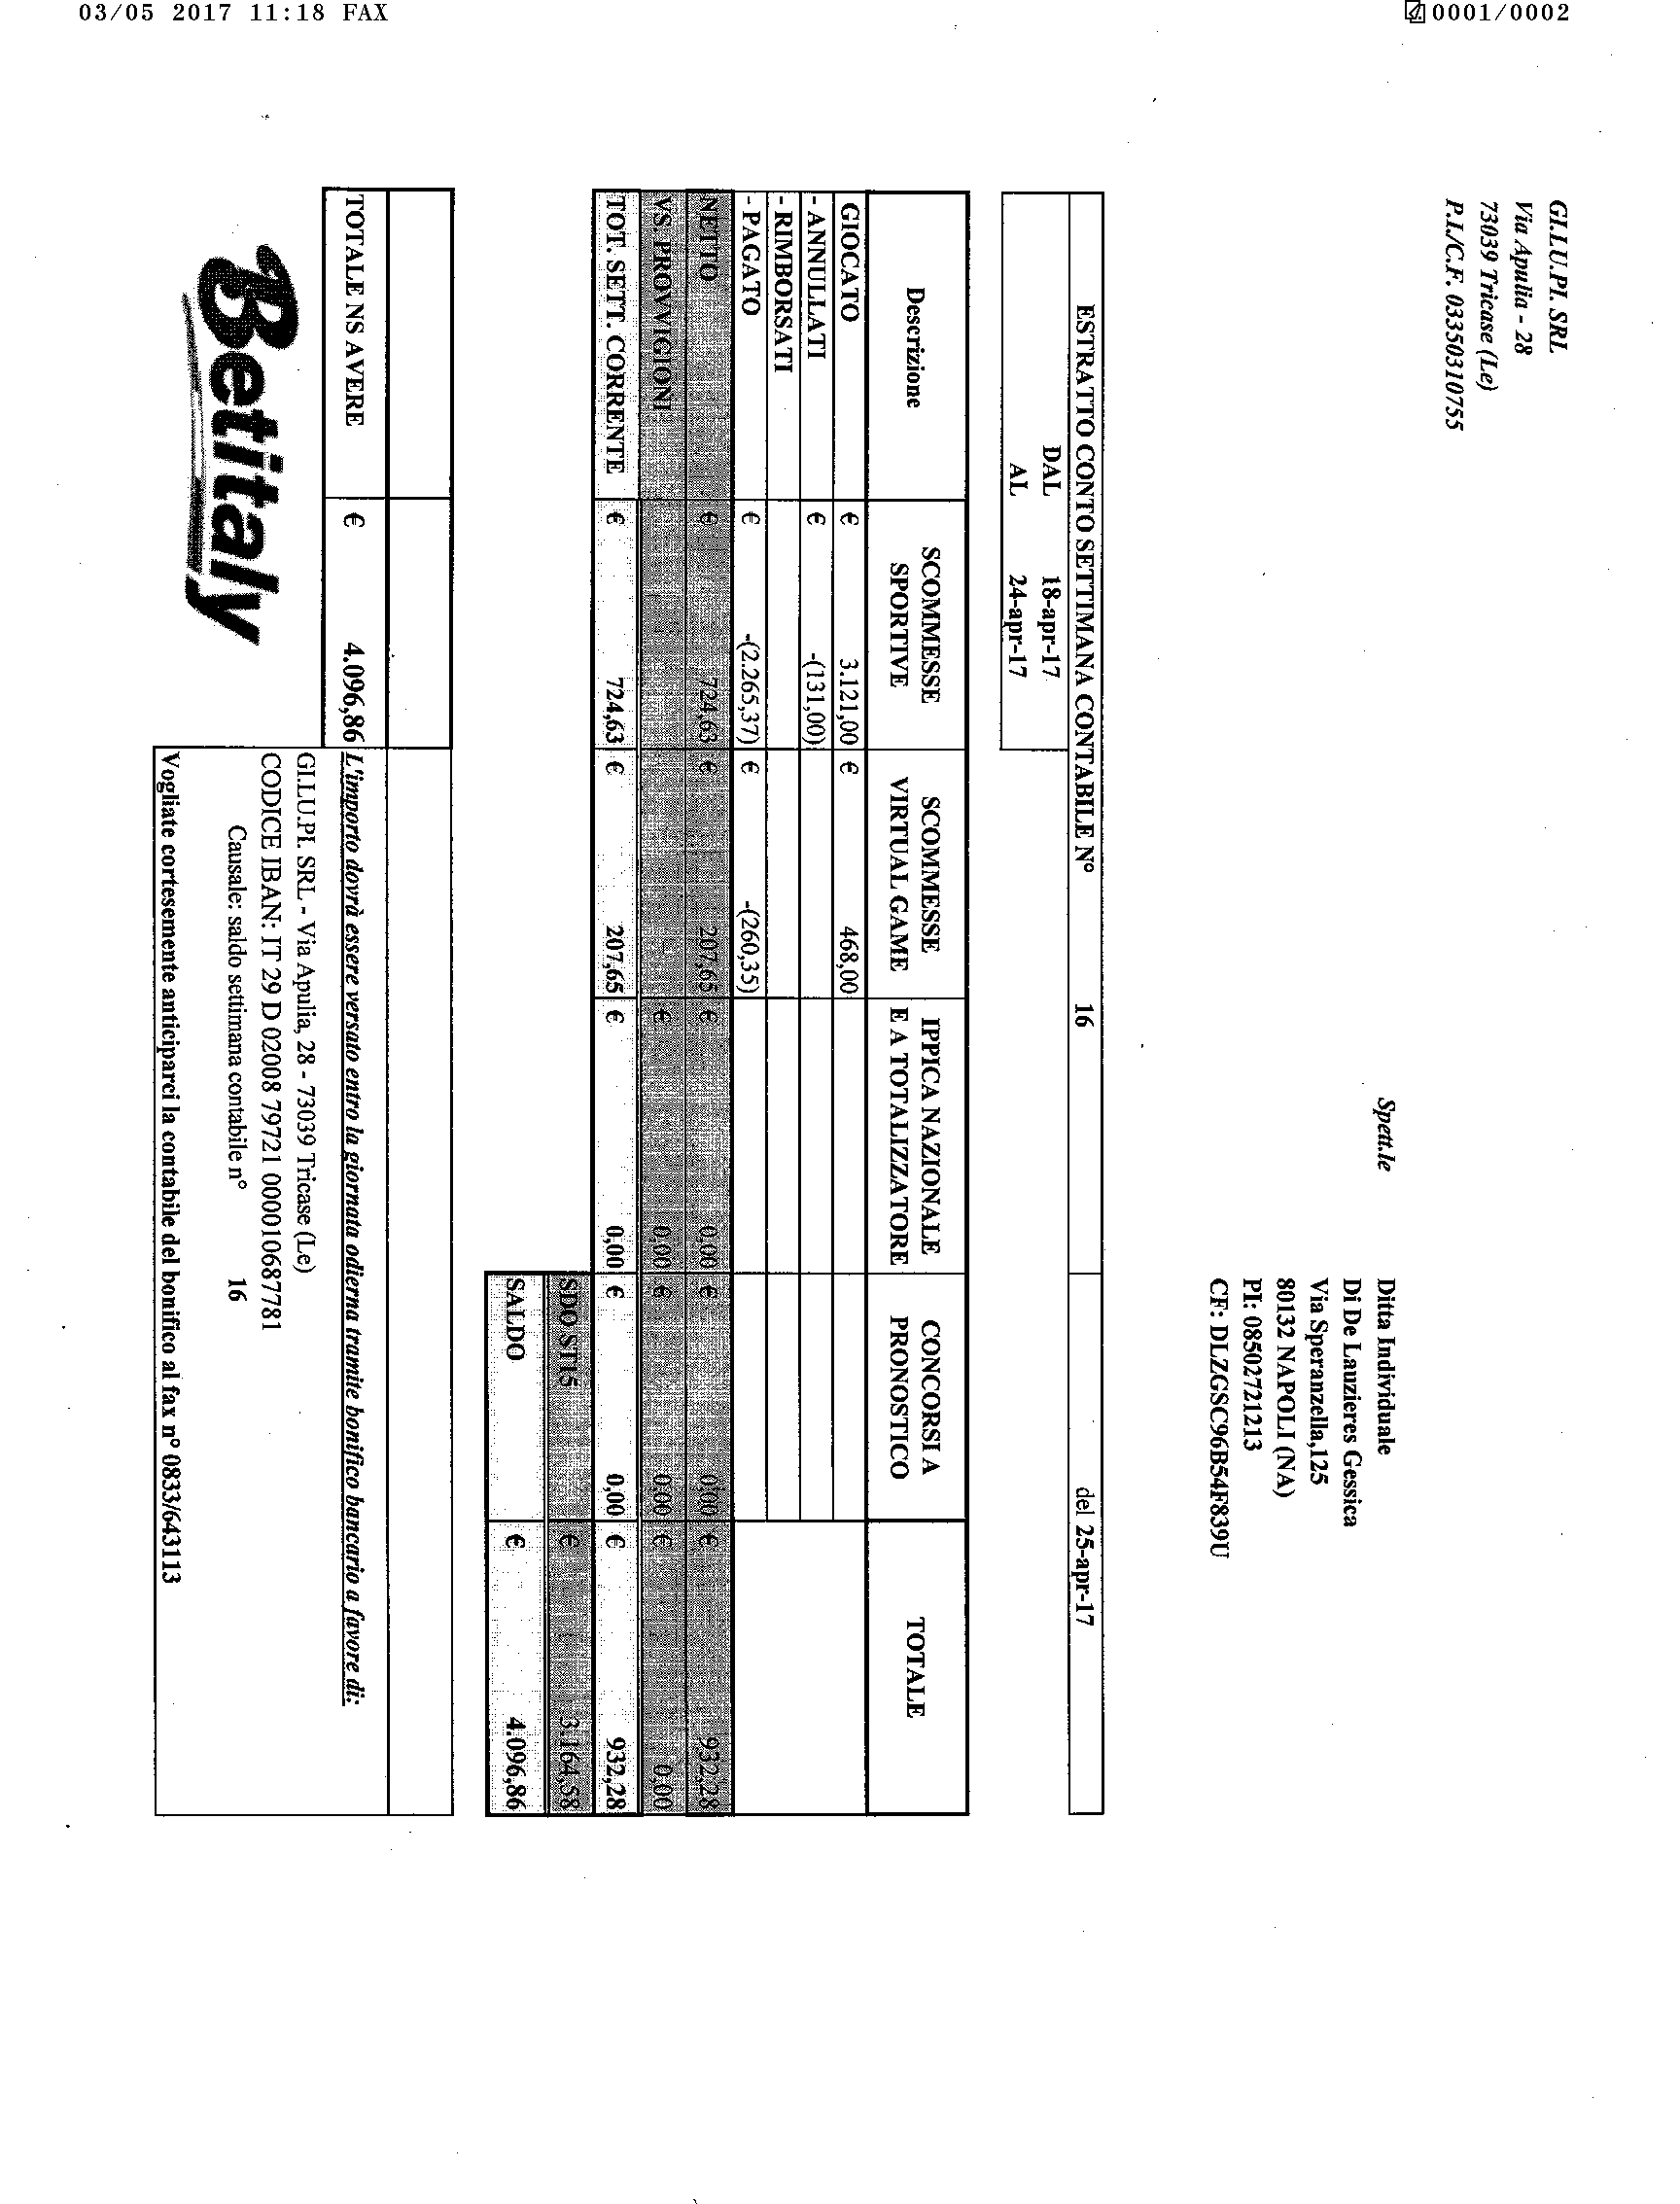 03/05 2017 11:18 FAX 0001/0002
GI.LU.PI. SRL
Via Apulia - 28
73039 Tricase (Le)
P.I./C.F. 03350310755
Spett.le Ditta Individuale
Di De Lauzieres Gessica
Via Speranzella,125
80132 NAPOLI (NA)
PI: 08502721213
CF: DLZGSC96B54F839U
ESTRATTO CONTO SETTIMANA CONTABILE N° 16 del 25-apr-17
DAL 18-apr-17
AL 24-apr-17
Descrizione SCOMMESSE SPORTIVE SCOMMESSE VIRTUAL GAME IPPICA NAZIONALE E A TOTALIZZATORE CONCORSI A PRONOSTICO TOTALE
GIOCATO € 3.121,00 € 468,00
- ANNULLATI € -(131,00)
- RIMBORSATI
- PAGATO € -(2.265,37) € -(260,35)
NETTO € 724,63 € 207,65 € 0,00 € 0,00 € 932,28
VS. PROVVIGIONI € 0,00 € 0,00 € 0,00
TOT. SETT. CORRENTE € 724,63 € 207,65 € 0,00 € 0,00 € 932,28
SDO ST15 € 3.164,58
SALDO € 4.096,86
TOTALE NS AVERE € 4.096,86
L'importo dovrà essere versato entro la giornata odierna tramite bonifico bancario a favore di:
GI.LU.PI. SRL - Via Apulia, 28 - 73039 Tricase (Le)
CODICE IBAN: IT 29 D 02008 79721 000010687781
Causale: saldo settimana contabile n° 16
Vogliate cortesemente anticiparci la contabile del bonifico al fax n° 0833/643113
Betitaly